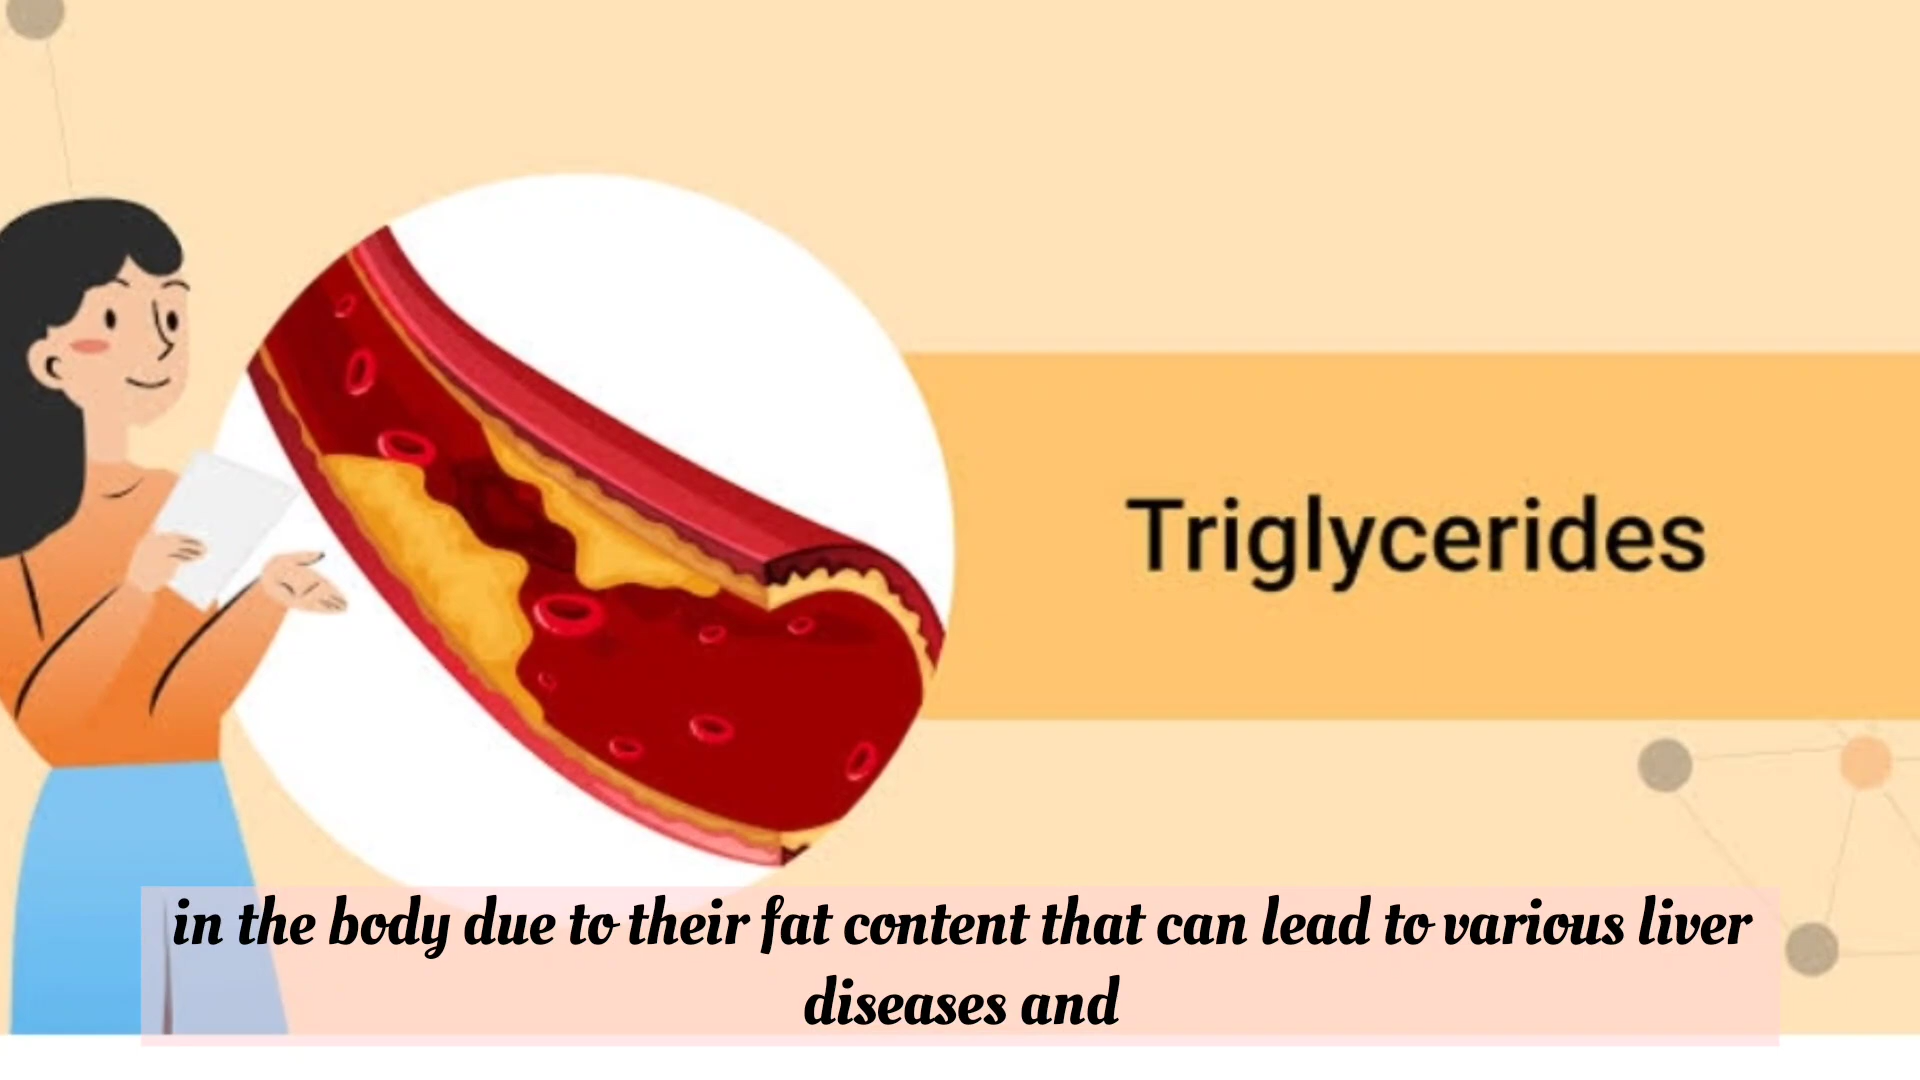 Triglycerides
in the body due to their fat content that can lead to various liver
diseases and